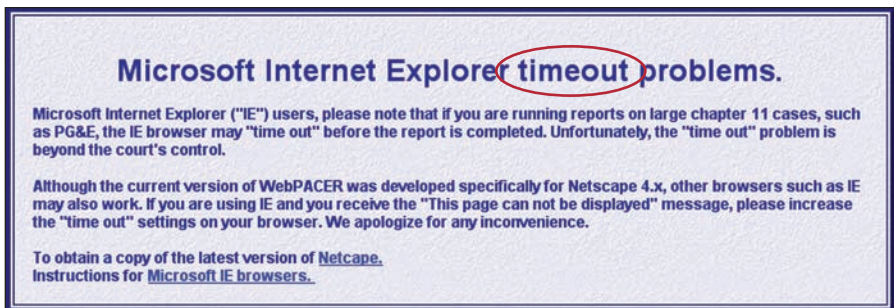 Microsoft Internet Explorer timeout problems.
Microsoft Internet Explorer ("IE") users, please note that if you are running reports on large chapter 11 cases, such
as PG&E, the IE browser may "time out" before the report is completed. Unfortunately, the "time out" problem is
beyond the court's control.
Although the current version of WebPACER was developed specifically for Netscape 4.x, other browsers such as IE
may also work. If you are using IE and you receive the "This page can not be displayed" message, please increase
the "time out" settings on your browser. We apologize for any inconvenience.
To obtain a copy of the latest version of Netcape.
Instructions for Microsoft IE browsers.